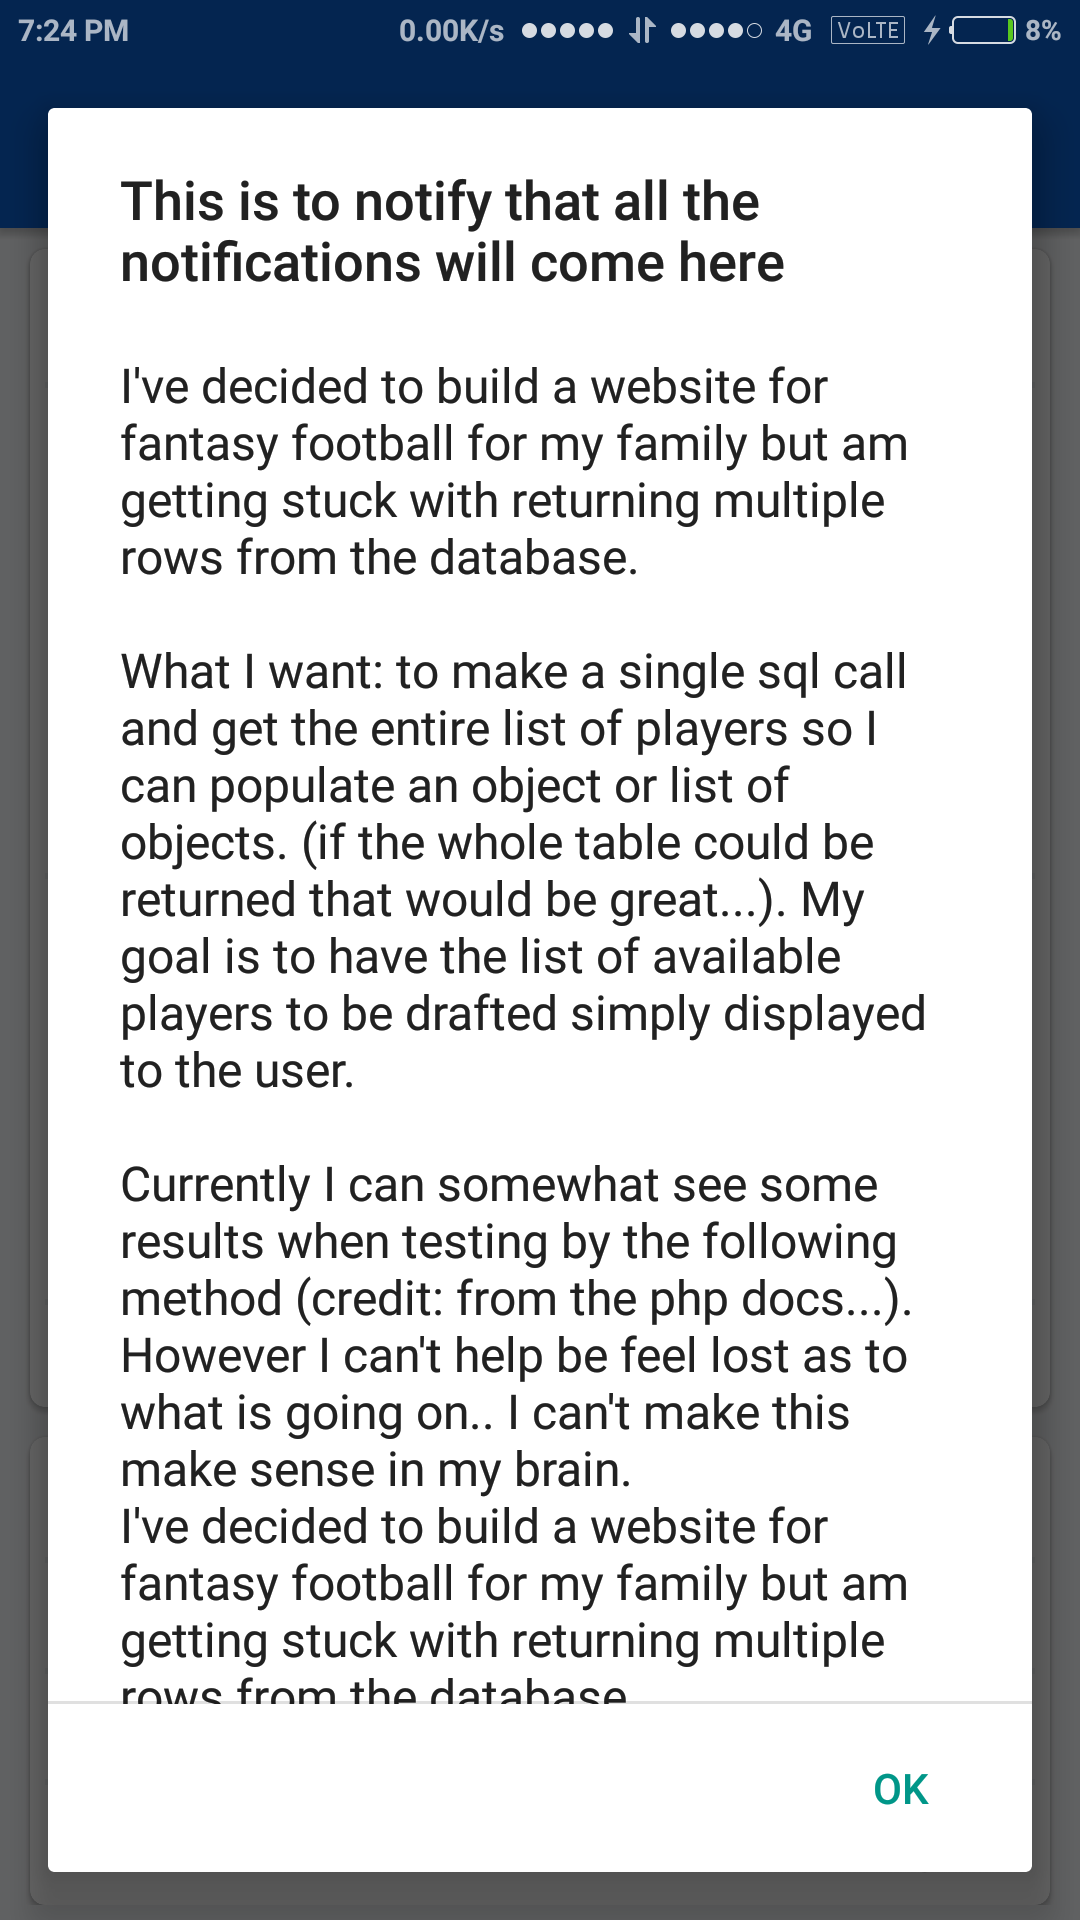 7:24 PM 0.00K/s 4G VoLTE 8%
This is to notify that all the
notifications will come here
I've decided to build a website for
fantasy football for my family but am
getting stuck with returning multiple
rows from the database.
What I want: to make a single sql call
and get the entire list of players so I
can populate an object or list of
objects. (if the whole table could be
returned that would be great...). My
goal is to have the list of available
players to be drafted simply displayed
to the user.
Currently I can somewhat see some
results when testing by the following
method (credit: from the php docs...).
However I can't help be feel lost as to
what is going on.. I can't make this
make sense in my brain.
I've decided to build a website for
fantasy football for my family but am
getting stuck with returning multiple
rows from the database
OK